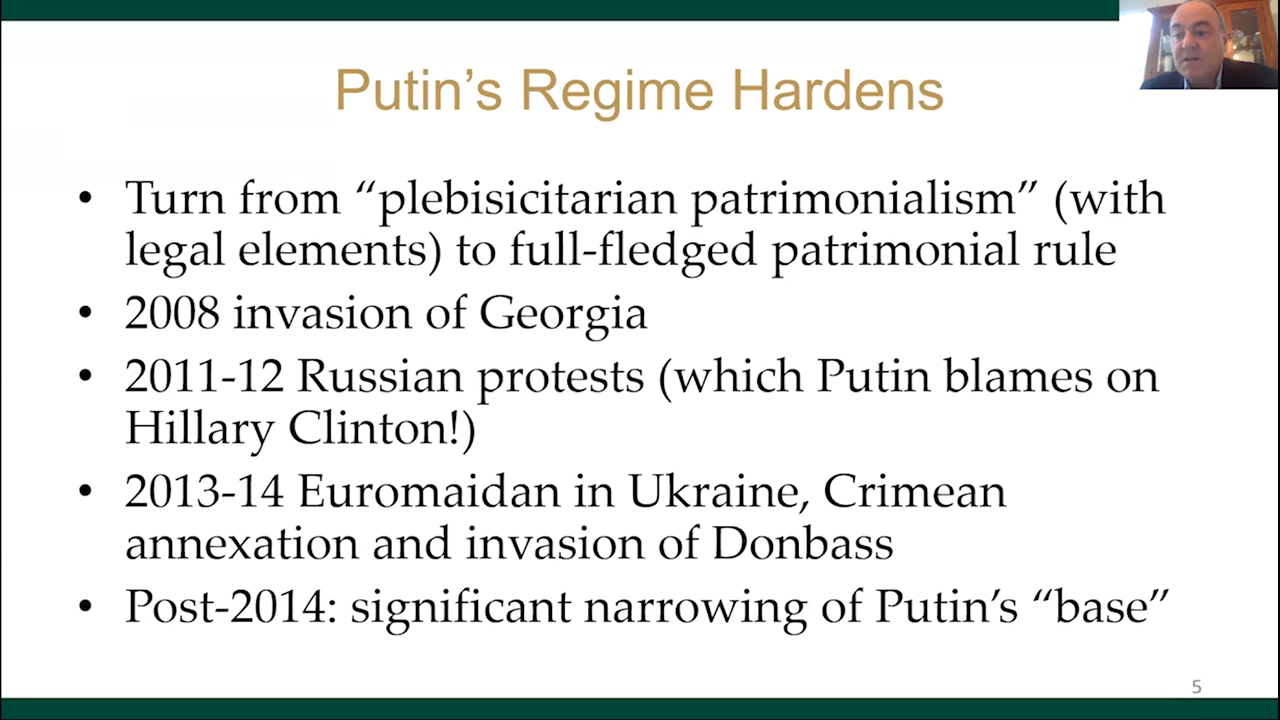 Putin’s Regime Hardens
• Turn from “plebisicitarian patrimonialism” (with
legal elements) to full-fledged patrimonial rule
• 2008 invasion of Georgia
• 2011-12 Russian protests (which Putin blames on
Hillary Clinton!)
• 2013-14 Euromaidan in Ukraine, Crimean
annexation and invasion of Donbass
• Post-2014: significant narrowing of Putin’s “base”
5